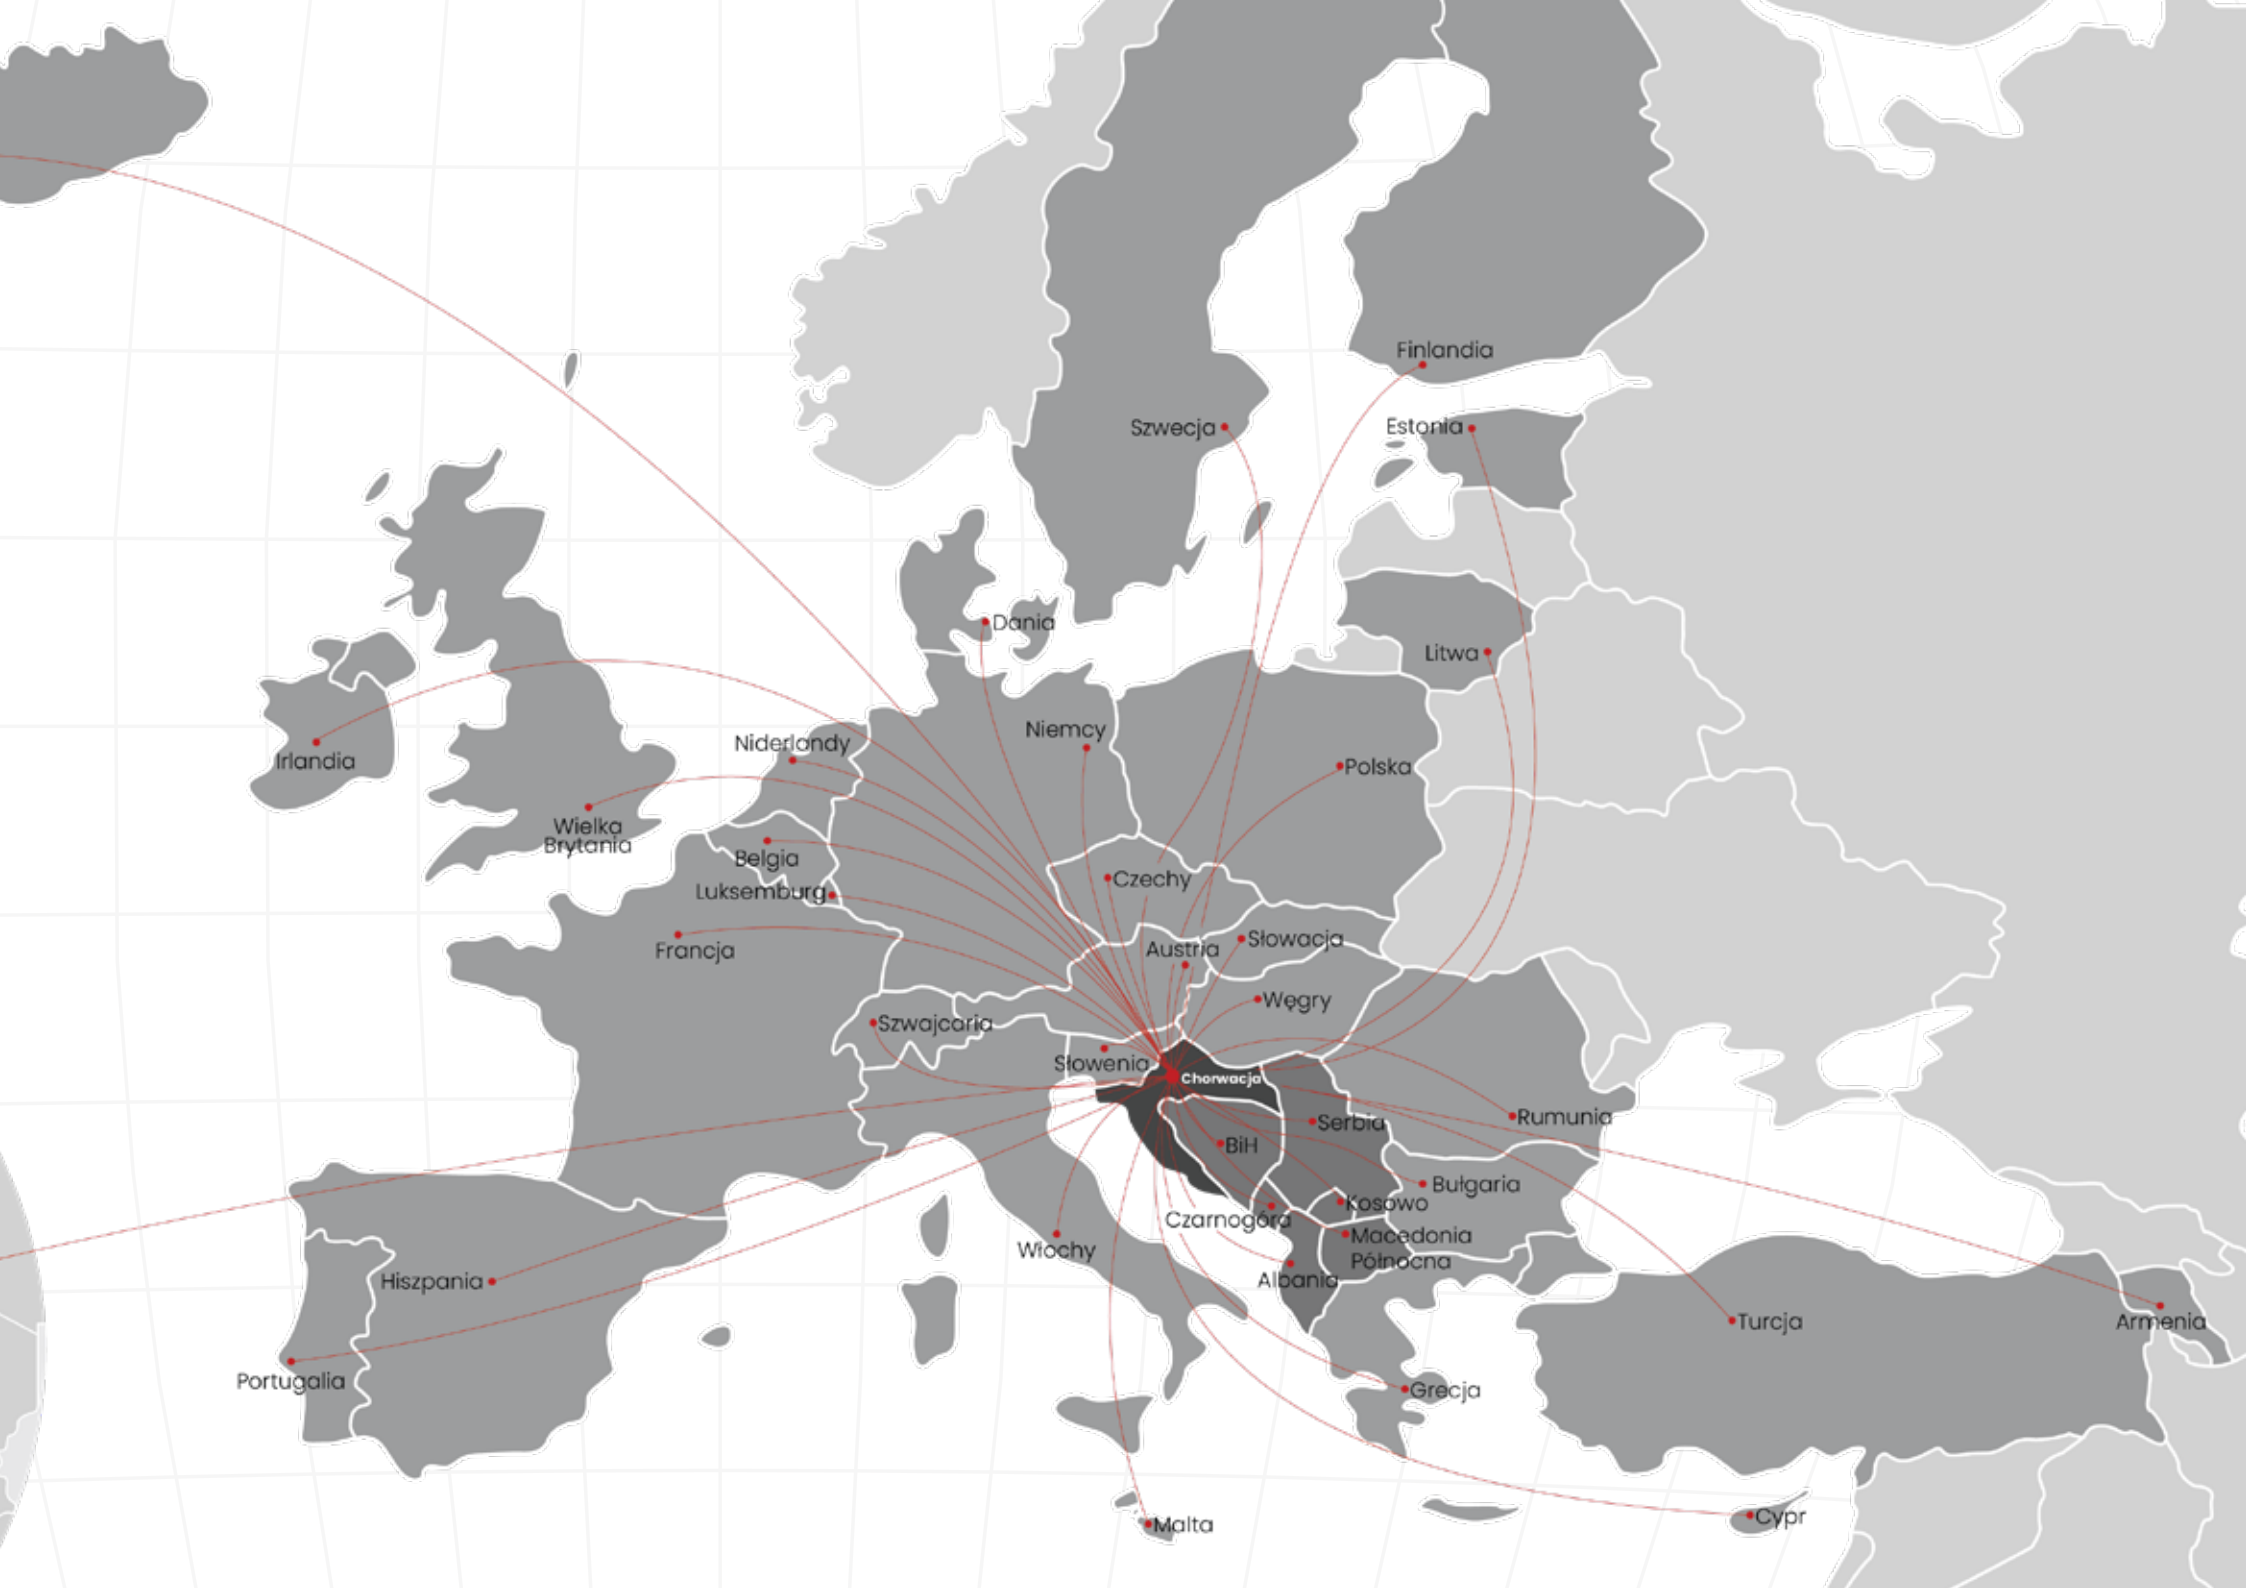 Finlandia
Szwecja
Estonia
Dania
Litwa
Niemcy
Niderlandy
Irlandia
Polska
Wielka
Brytania
Belgia
Czechy
Luksemburg
Francja
Austria
Słowacja
Węgry
Szwajcaria
Słowenia
Chorwacja
Rumunia
Serbia
BiH
Bułgaria
Kosowo
Czarnogóra
Macedonia
Północna
Włochy
Albania
Hiszpania
Turcja
Armenia
Portugalia
Grecja
Cypr
Malta